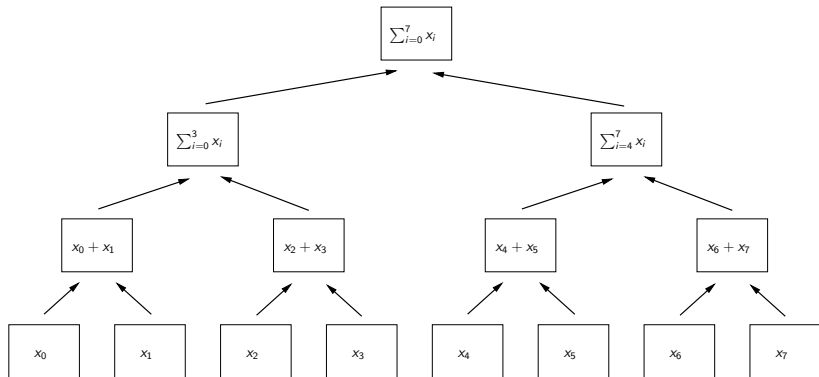 ∑_{i=0}^{7} x_i
∑_{i=0}^{3} x_i
∑_{i=4}^{7} x_i
x_0 + x_1
x_2 + x_3
x_4 + x_5
x_6 + x_7
x_0
x_1
x_2
x_3
x_4
x_5
x_6
x_7